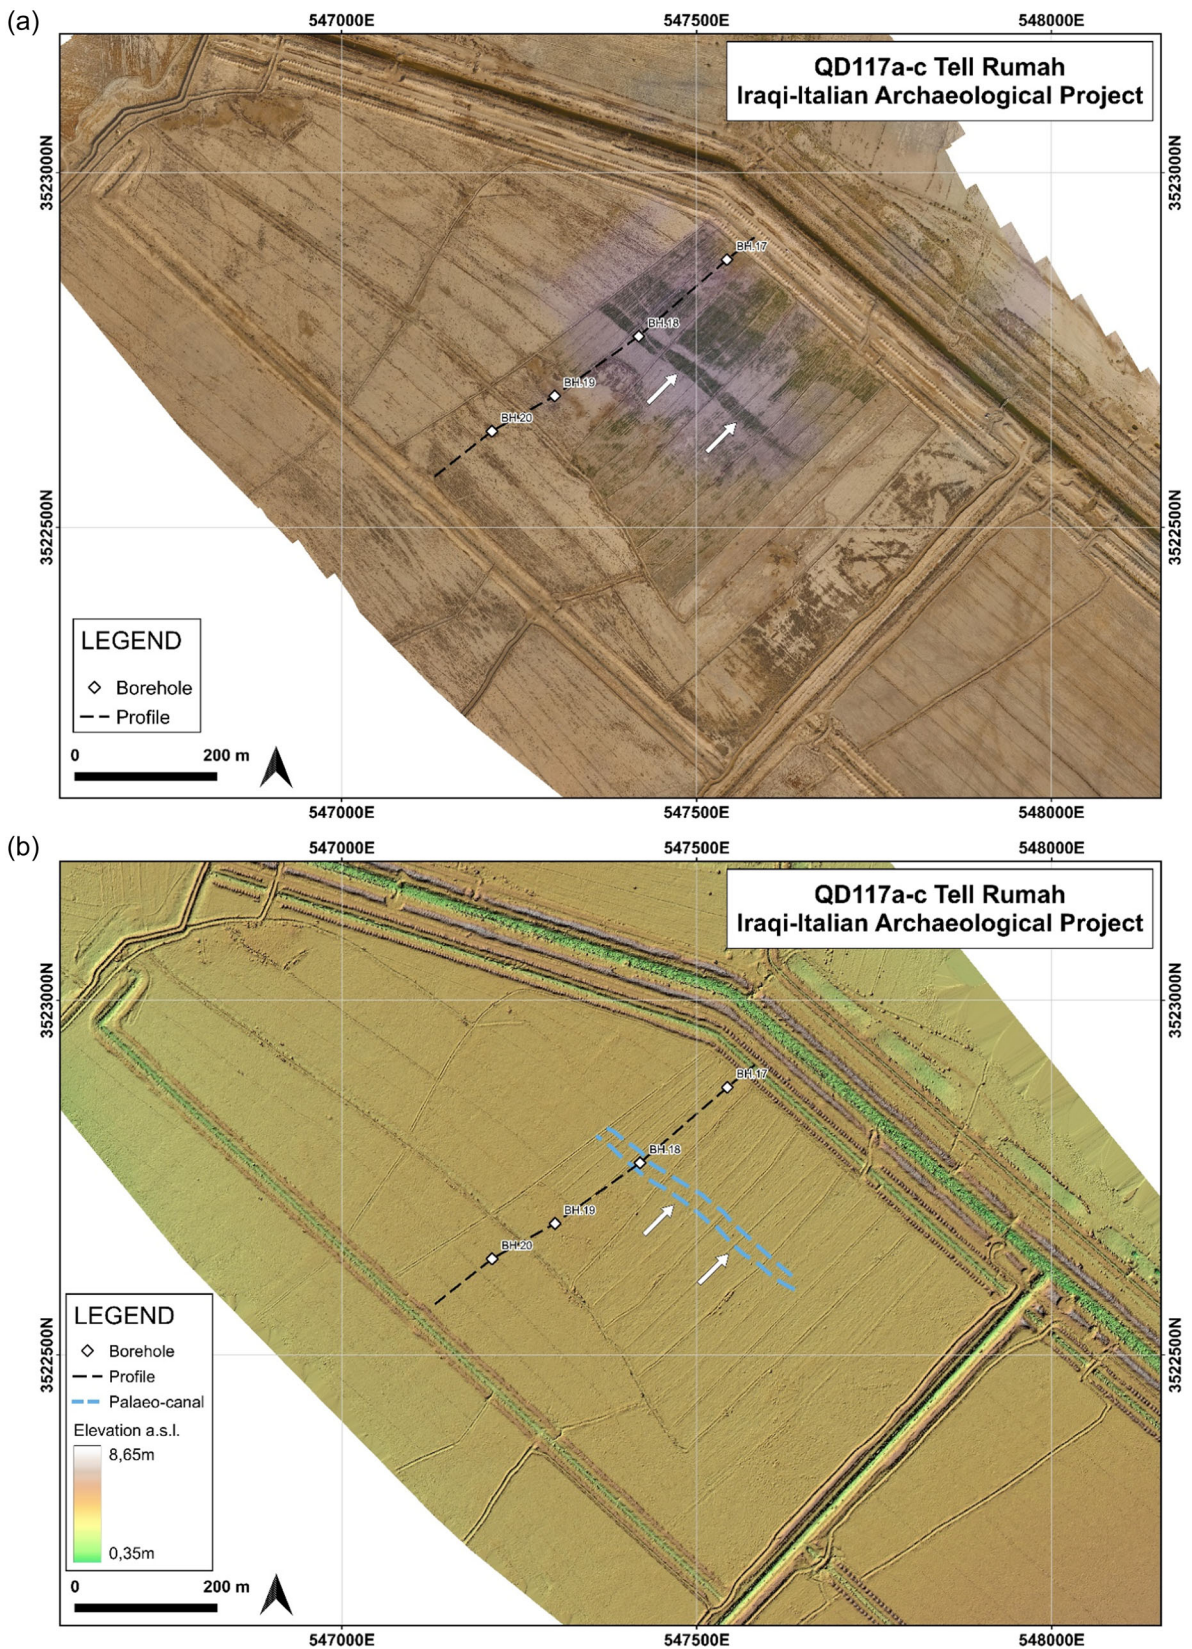 (a)
547000E
547500E
548000E
QD117a-c Tell Rumah
Iraqi-Italian Archaeological Project
3523000N
3523000N
BH.17
BH.18
BH.19
BH.20
3522500N
3522500N
LEGEND
Borehole
Profile
0
200 m
547000E
547500E
548000E
(b)
547000E
547500E
548000E
QD117a-c Tell Rumah
Iraqi-Italian Archaeological Project
3523000N
3523000N
BH.17
BH.18
BH.19
BH.20
3522500N
3522500N
LEGEND
Borehole
Profile
Palaeo-canal
Elevation a.s.l.
8,65m
0,35m
0
200 m
547000E
547500E
548000E